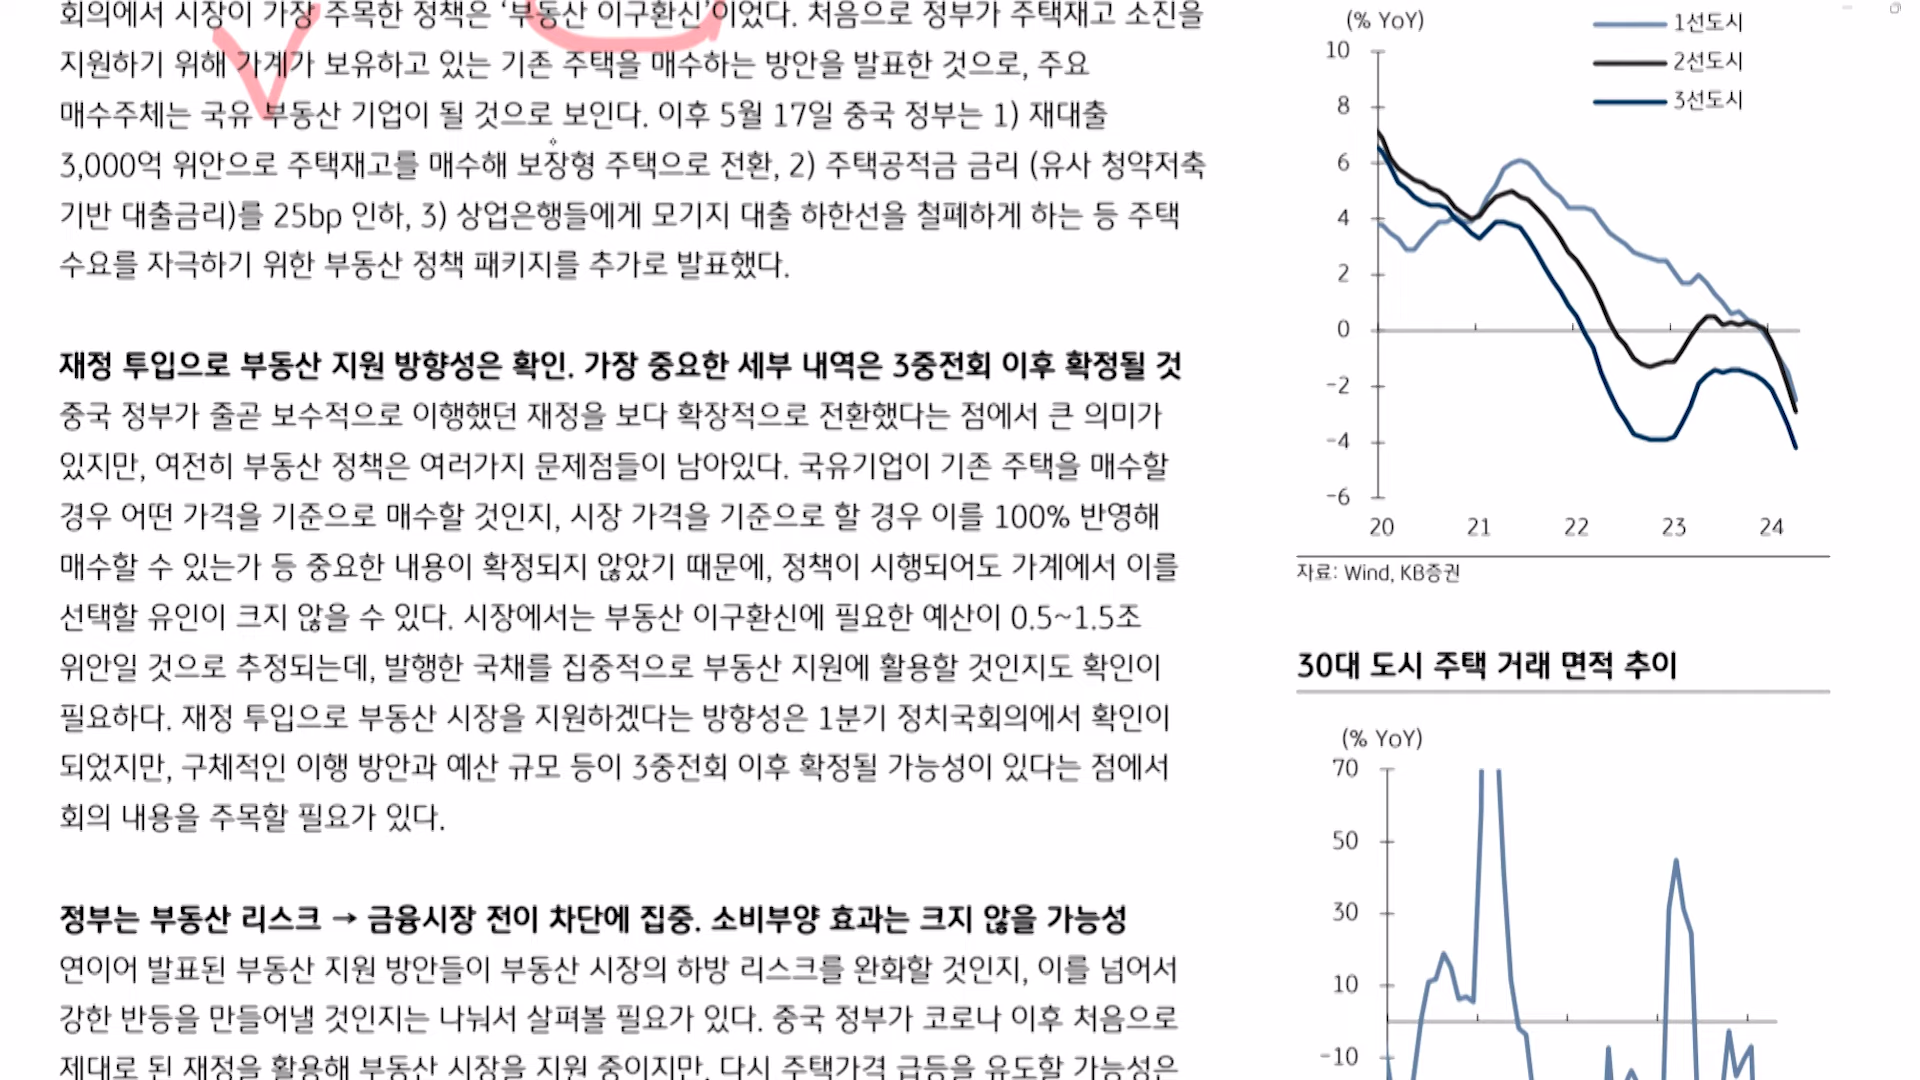 회의에서 시장이 가장 주목한 정책은 ‘부동산 이구환신’이었다. 처음으로 정부가 주택재고 소진을
지원하기 위해 가계가 보유하고 있는 기존 주택을 매수하는 방안을 발표한 것으로, 주요
매수주체는 국유 부동산 기업이 될 것으로 보인다. 이후 5월 17일 중국 정부는 1) 재대출
3,000억 위안으로 주택재고를 매수해 보장형 주택으로 전환, 2) 주택공적금 금리 (유사 청약저축
기반 대출금리)를 25bp 인하, 3) 상업은행들에게 모기지 대출 하한선을 철폐하게 하는 등 주택
수요를 자극하기 위한 부동산 정책 패키지를 추가로 발표했다.
재정 투입으로 부동산 지원 방향성은 확인. 가장 중요한 세부 내역은 3중전회 이후 확정될 것
중국 정부가 줄곧 보수적으로 이행했던 재정을 보다 확장적으로 전환했다는 점에서 큰 의미가
있지만, 여전히 부동산 정책은 여러가지 문제점들이 남아있다. 국유기업이 기존 주택을 매수할
경우 어떤 가격을 기준으로 매수할 것인지, 시장 가격을 기준으로 할 경우 이를 100% 반영해
매수할 수 있는가 등 중요한 내용이 확정되지 않았기 때문에, 정책이 시행되어도 가계에서 이를
선택할 유인이 크지 않을 수 있다. 시장에서는 부동산 이구환신에 필요한 예산이 0.5~1.5조
위안일 것으로 추정되는데, 발행한 국채를 집중적으로 부동산 지원에 활용할 것인지도 확인이
필요하다. 재정 투입으로 부동산 시장을 지원하겠다는 방향성은 1분기 정치국회의에서 확인이
되었지만, 구체적인 이행 방안과 예산 규모 등이 3중전회 이후 확정될 가능성이 있다는 점에서
회의 내용을 주목할 필요가 있다.
정부는 부동산 리스크 → 금융시장 전이 차단에 집중. 소비부양 효과는 크지 않을 가능성
연이어 발표된 부동산 지원 방안들이 부동산 시장의 하방 리스크를 완화할 것인지, 이를 넘어서
강한 반등을 만들어낼 것인지는 나눠서 살펴볼 필요가 있다. 중국 정부가 코로나 이후 처음으로
제대로 된 재정을 활용해 부동산 시장을 지원 중이지만, 다시 주택가격 급등을 유도할 가능성은
(% YoY)
1선도시
2선도시
3선도시
10
8
6
4
2
0
-2
-4
-6
20 21 22 23 24
자료: Wind, KB증권
30대 도시 주택 거래 면적 추이
(% YoY)
70
50
30
10
-10